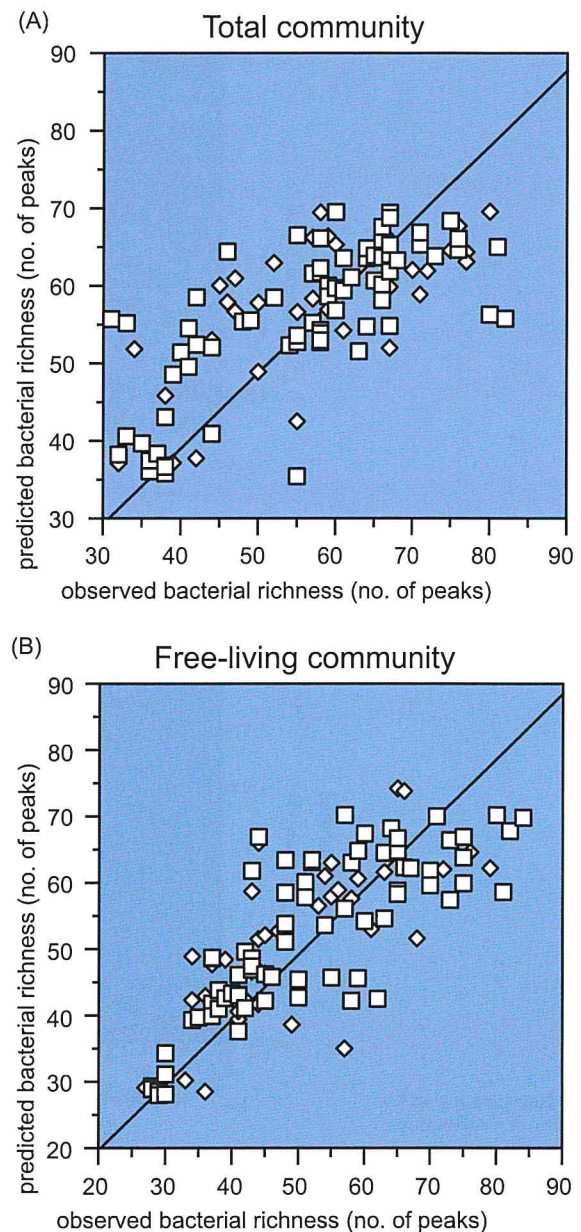 (A)
Total community
predicted bacterial richness (no. of peaks)
90
80
70
60
50
40
30
30 40 50 60 70 80 90
observed bacterial richness (no. of peaks)
(B)
Free-living community
predicted bacterial richness (no. of peaks)
90
80
70
60
50
40
30
20
20 30 40 50 60 70 80 90
observed bacterial richness (no. of peaks)